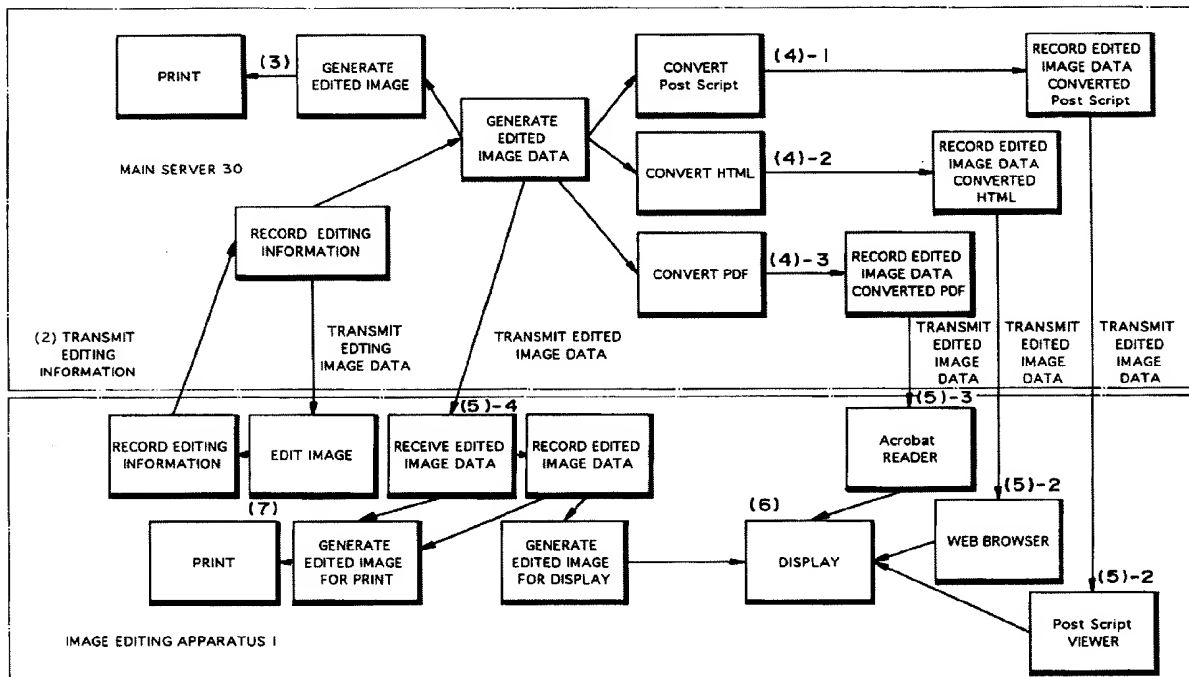 PRINT
(3)
GENERATE
EDITED IMAGE
CONVERT
Post Script
(4)-1
RECORD EDITED
IMAGE DATA
CONVERTED
Post Script
GENERATE
EDITED
IMAGE DATA
MAIN SERVER 30
CONVERT HTML
(4)-2
RECORD EDITED
IMAGE DATA
CONVERTED
HTML
RECORD EDITING
INFORMATION
CONVERT PDF
(4)-3
RECORD EDITED
IMAGE DATA
CONVERTED PDF
(2) TRANSMIT
EDITING
INFORMATION
TRANSMIT
EDTING
IMAGE DATA
TRANSMIT EDITED
IMAGE DATA
TRANSMIT
EDITED
IMAGE
DATA
TRANSMIT
EDITED
IMAGE
DATA
TRANSMIT
EDITED
IMAGE
DATA
RECORD EDITING
INFORMATION
EDIT IMAGE
(5)-4
RECEIVE EDITED
IMAGE DATA
RECORD EDITED
IMAGE DATA
(5)-3
Acrobat
READER
(7)
PRINT
GENERATE
EDITED IMAGE
FOR PRINT
GENERATE
EDITED IMAGE
FOR DISPLAY
(6)
DISPLAY
(5)-2
WEB BROWSER
(5)-2
Post Script
VIEWER
IMAGE EDITING APPARATUS 1